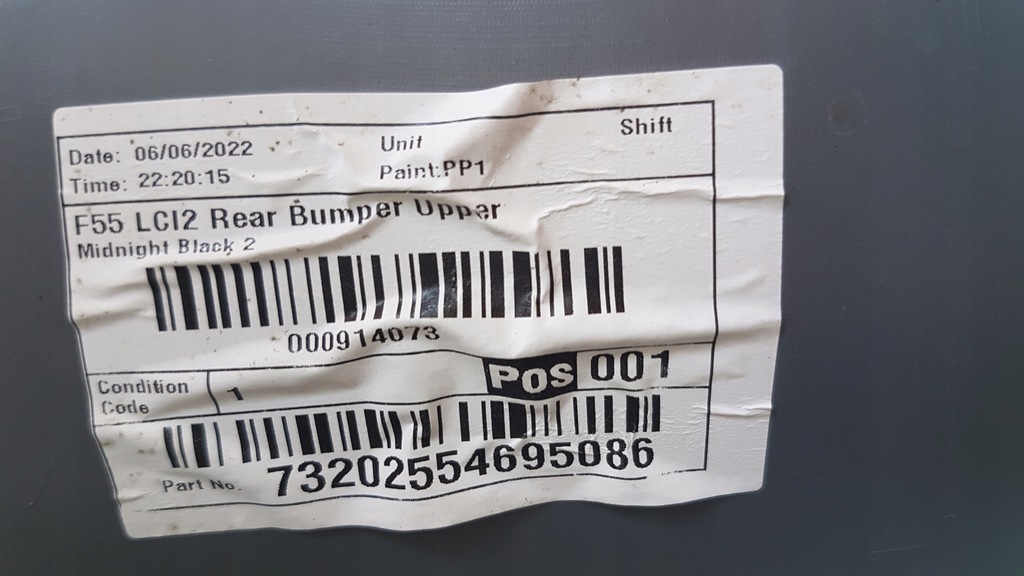 Date: 06/06/2022 Unit Shift
Time: 22:20:15 Paint:PP1
F55 LCI2 Rear Bumper Upper
Midnight Black 2
000914073
Condition Code 1 POS 001
Part No. 73202554695086